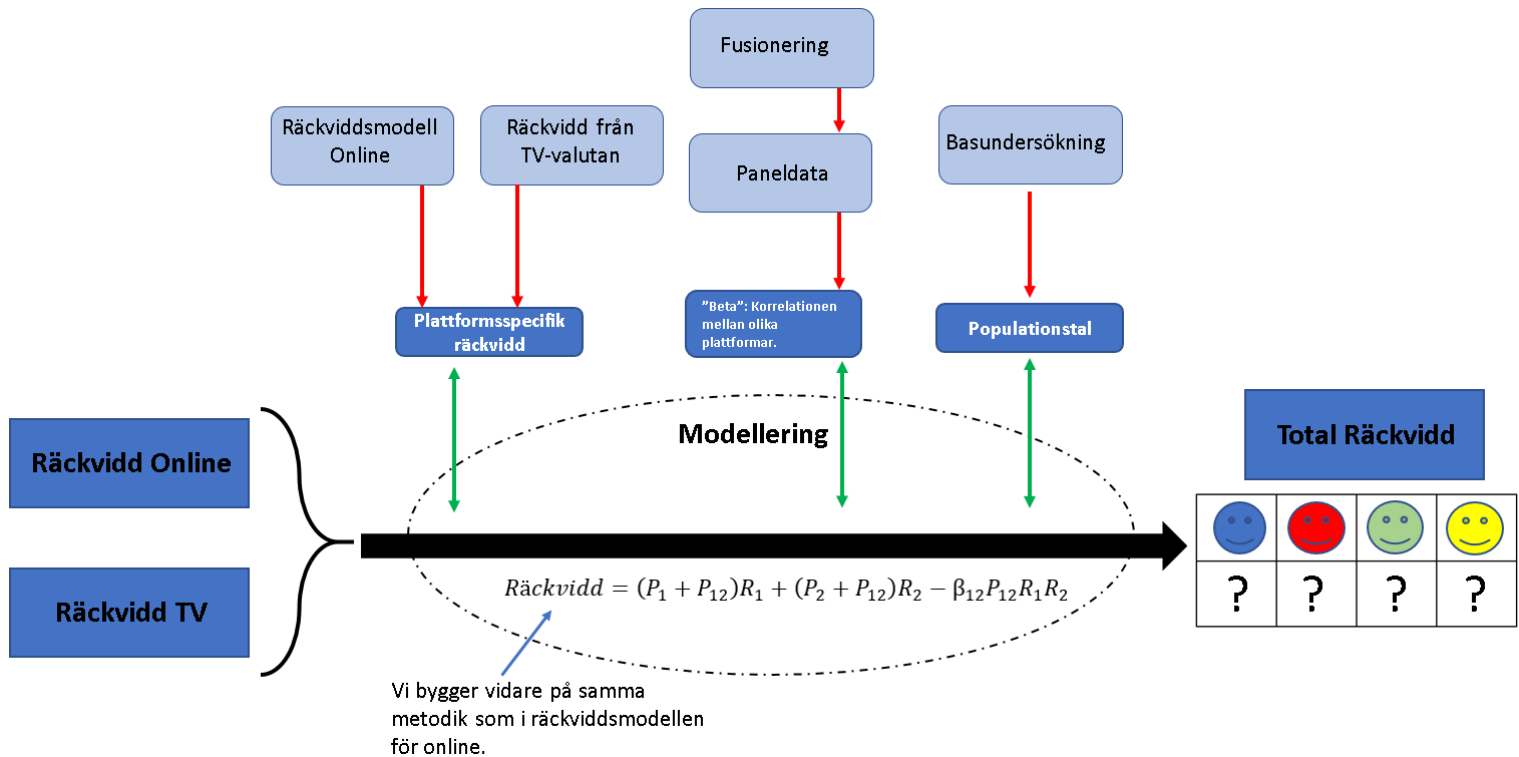 Fusionering
Räckviddsmodell
Online
Räckvidd från
TV-valutan
Paneldata
Basundersökning
Plattformsspecifik
räckvidd
”Beta”: Korrelationen
mellan olika
plattformar.
Populationstal
Räckvidd Online
Räckvidd TV
Modellering
Räckvidd = (P₁ + P₁₂)R₁ + (P₂ + P₁₂)R₂ − β₁₂P₁₂R₁R₂
Vi bygger vidare på samma
metodik som i räckviddsmodellen
för online.
Total Räckvidd
? ? ? ?